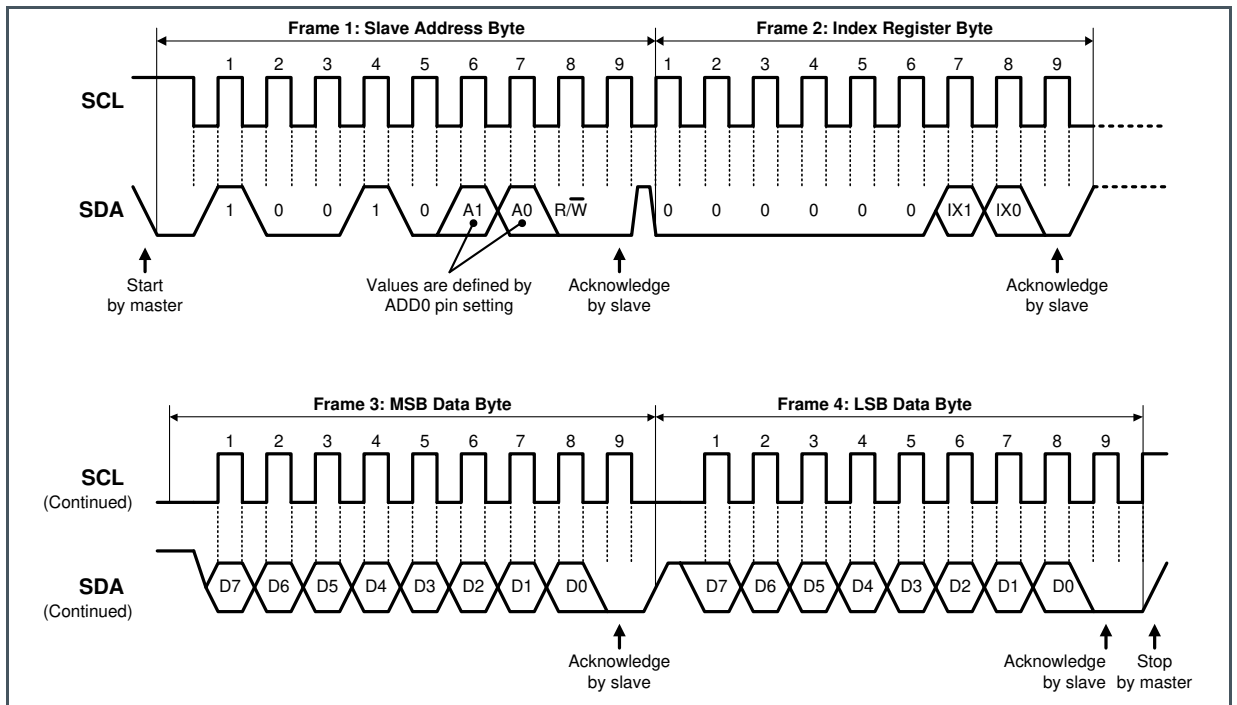 Frame 1: Slave Address Byte Frame 2: Index Register Byte
1 2 3 4 5 6 7 8 9 1 2 3 4 5 6 7 8 9
SCL
SDA 1 0 0 1 0 A1 A0 R/W̅ 0 0 0 0 0 0 IX1 IX0
Start Values are defined by Acknowledge Acknowledge
by master ADD0 pin setting by slave by slave
Frame 3: MSB Data Byte Frame 4: LSB Data Byte
1 2 3 4 5 6 7 8 9 1 2 3 4 5 6 7 8 9
SCL
(Continued)
SDA D7 D6 D5 D4 D3 D2 D1 D0 D7 D6 D5 D4 D3 D2 D1 D0
(Continued)
Acknowledge Acknowledge Stop
by slave by slave by master